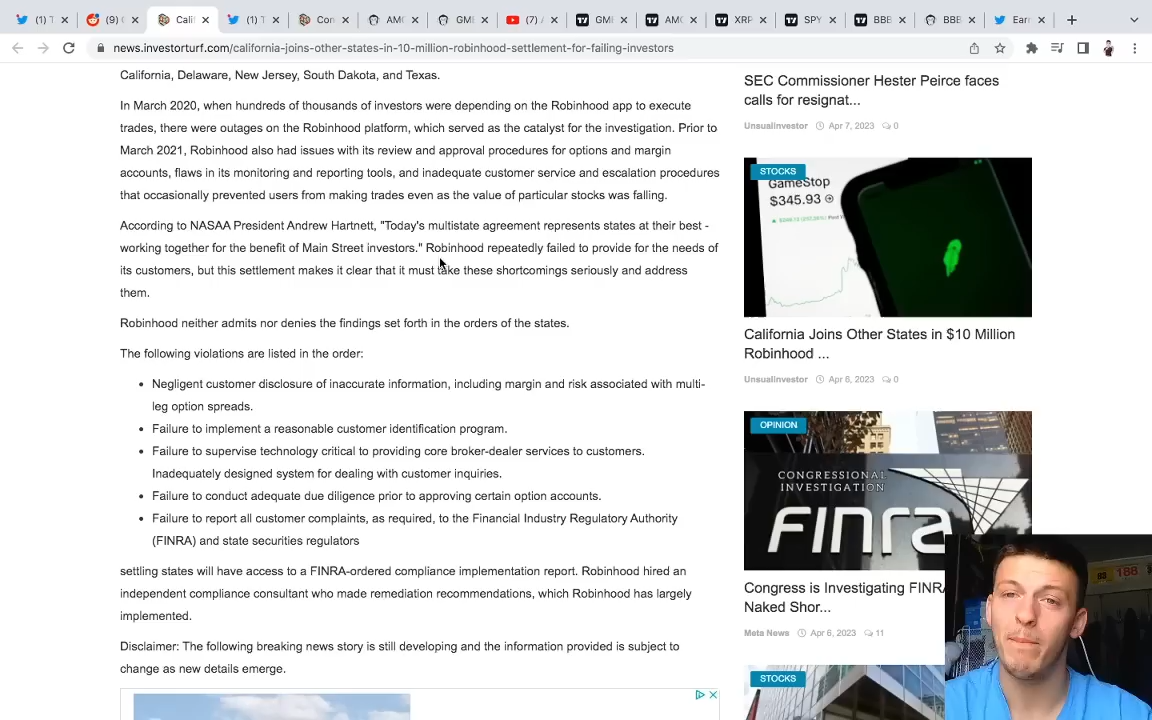 (1) T
(9) C
Cali
(1) T
Con
AMC
GME
(7) A
GME
AMC
XRP
SPY
BBB
BBB
Earn
news.investorturf.com/california-joins-other-states-in-10-million-robinhood-settlement-for-failing-investors
California, Delaware, New Jersey, South Dakota, and Texas.
In March 2020, when hundreds of thousands of investors were depending on the Robinhood app to execute
trades, there were outages on the Robinhood platform, which served as the catalyst for the investigation. Prior to
March 2021, Robinhood also had issues with its review and approval procedures for options and margin
accounts, flaws in its monitoring and reporting tools, and inadequate customer service and escalation procedures
that occasionally prevented users from making trades even as the value of particular stocks was falling.
According to NASAA President Andrew Hartnett, "Today's multistate agreement represents states at their best -
working together for the benefit of Main Street investors." Robinhood repeatedly failed to provide for the needs of
its customers, but this settlement makes it clear that it must take these shortcomings seriously and address
them.
Robinhood neither admits nor denies the findings set forth in the orders of the states.
The following violations are listed in the order:
• Negligent customer disclosure of inaccurate information, including margin and risk associated with multi-
leg option spreads.
• Failure to implement a reasonable customer identification program.
• Failure to supervise technology critical to providing core broker-dealer services to customers.
Inadequately designed system for dealing with customer inquiries.
• Failure to conduct adequate due diligence prior to approving certain option accounts.
• Failure to report all customer complaints, as required, to the Financial Industry Regulatory Authority
(FINRA) and state securities regulators
settling states will have access to a FINRA-ordered compliance implementation report. Robinhood hired an
independent compliance consultant who made remediation recommendations, which Robinhood has largely
implemented.
Disclaimer: The following breaking news story is still developing and the information provided is subject to
change as new details emerge.
SEC Commissioner Hester Peirce faces
calls for resignat...
Unsualinvestor Apr 7, 2023 0
STOCKS
GameStop
$345.93
California Joins Other States in $10 Million
Robinhood ...
Unsualinvestor Apr 6, 2023 0
OPINION
CONGRESSIONAL
INVESTIGATION
FINRA
Congress is Investigating FINRA
Naked Shor...
Meta News Apr 6, 2023 11
STOCKS
188